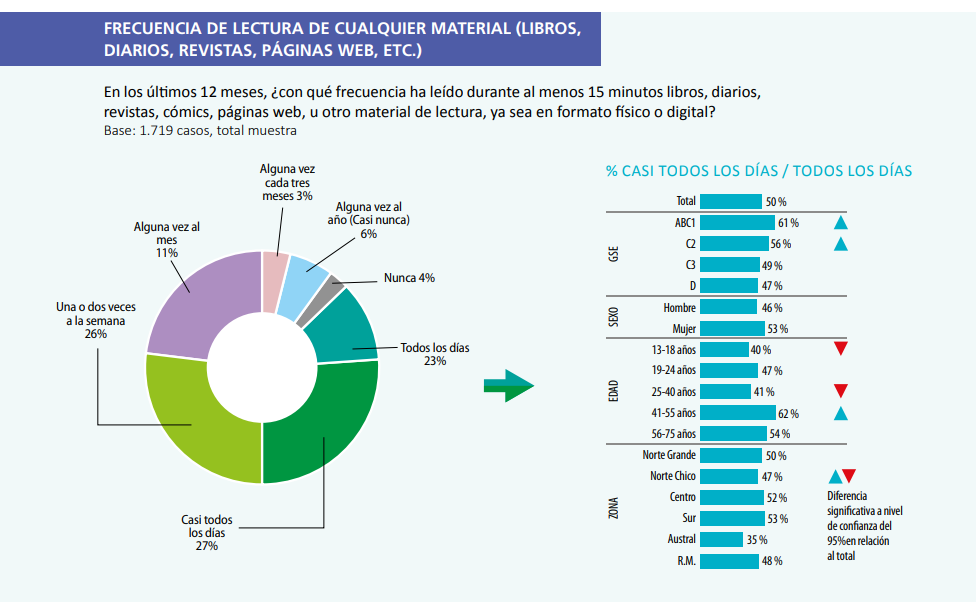 FRECUENCIA DE LECTURA DE CUALQUIER MATERIAL (LIBROS,
DIARIOS, REVISTAS, PÁGINAS WEB, ETC.)
En los últimos 12 meses, ¿con qué frecuencia ha leído durante al menos 15 minutos libros, diarios,
revistas, cómics, páginas web, u otro material de lectura, ya sea en formato físico o digital?
Base: 1.719 casos, total muestra
Alguna vez
cada tres
meses 3%
Alguna vez al
año (Casi nunca)
6%
Nunca 4%
Todos los días
23%
Casi todos
los días
27%
Una o dos veces
a la semana
26%
Alguna vez al
mes
11%
% CASI TODOS LOS DÍAS / TODOS LOS DÍAS
Total 50 %
GSE
ABC1 61 %
C2 56 %
C3 49 %
D 47 %
SEXO
Hombre 46 %
Mujer 53 %
EDAD
13-18 años 40 %
19-24 años 47 %
25-40 años 41 %
41-55 años 62 %
56-75 años 54 %
ZONA
Norte Grande 50 %
Norte Chico 47 %
Centro 52 %
Sur 53 %
Austral 35 %
R.M. 48 %
Diferencia
significativa a nivel
de confianza del
95%en relación
al total